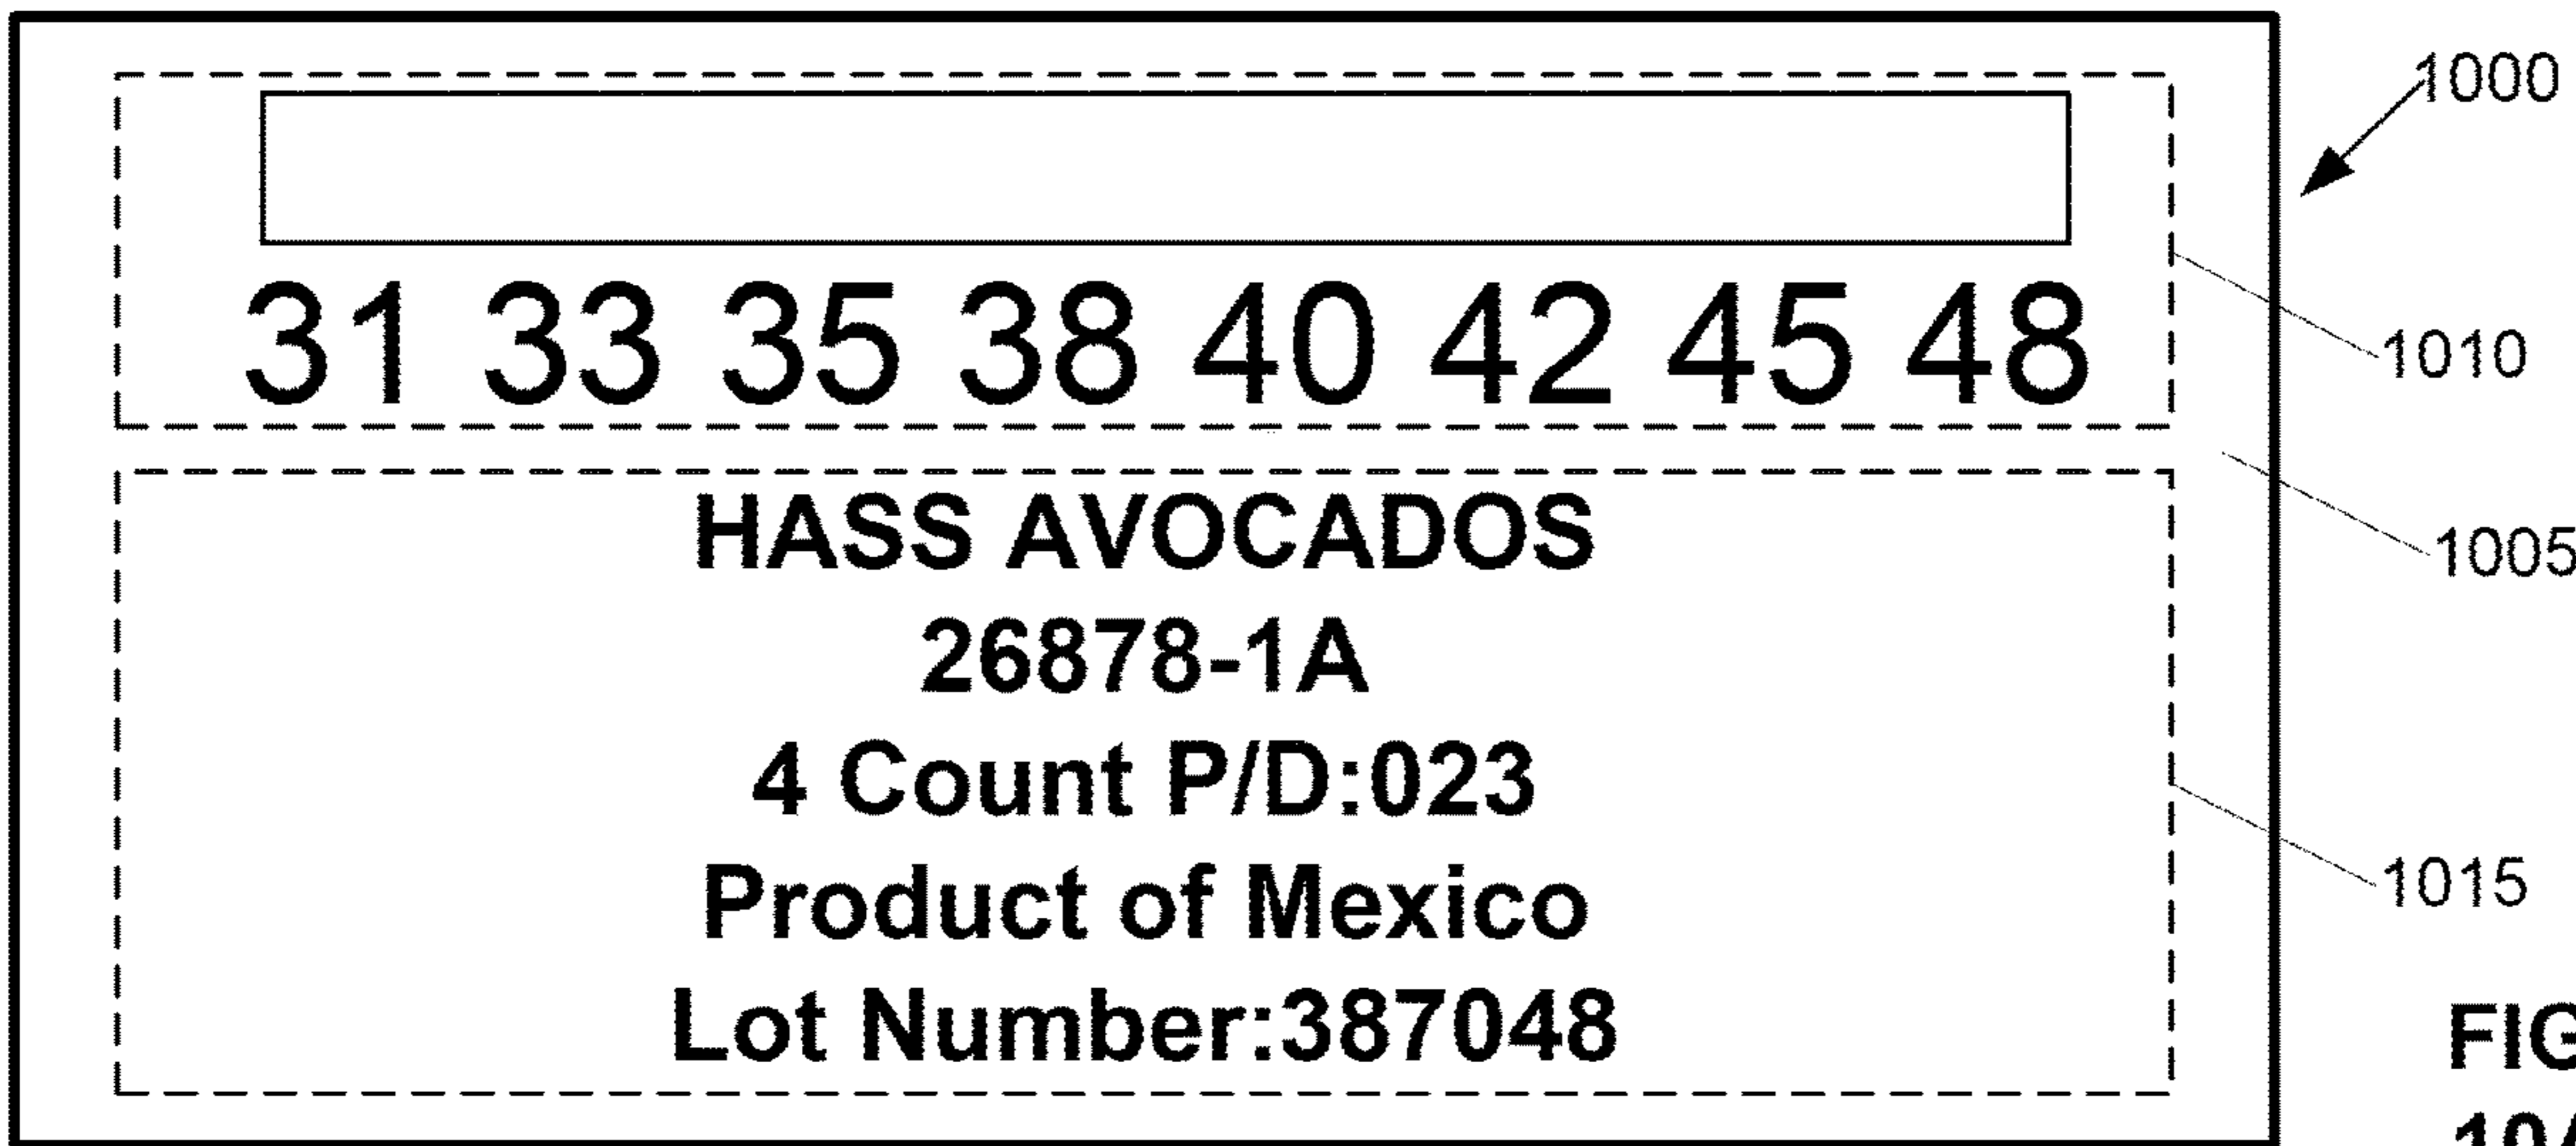 1000
31 33 35 38 40 42 45 48
1010
HASS AVOCADOS
1005
26878-1A
4 Count P/D:023
Product of Mexico
1015
Lot Number:387048
FIG